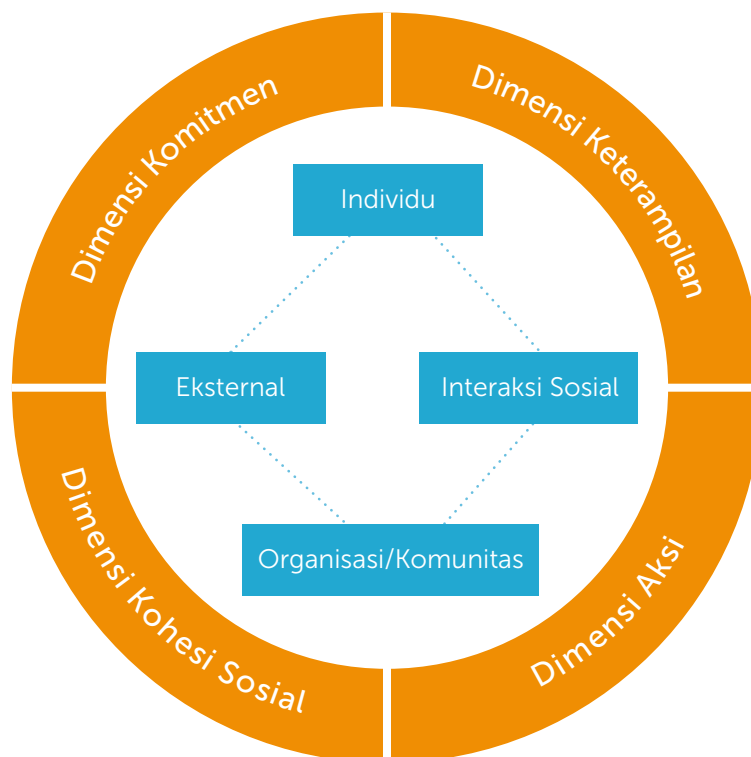 Dimensi Komitmen
Dimensi Keterampilan
Individu
Eksternal
Interaksi Sosial
Organisasi/Komunitas
Dimensi Kohesi Sosial
Dimensi Aksi